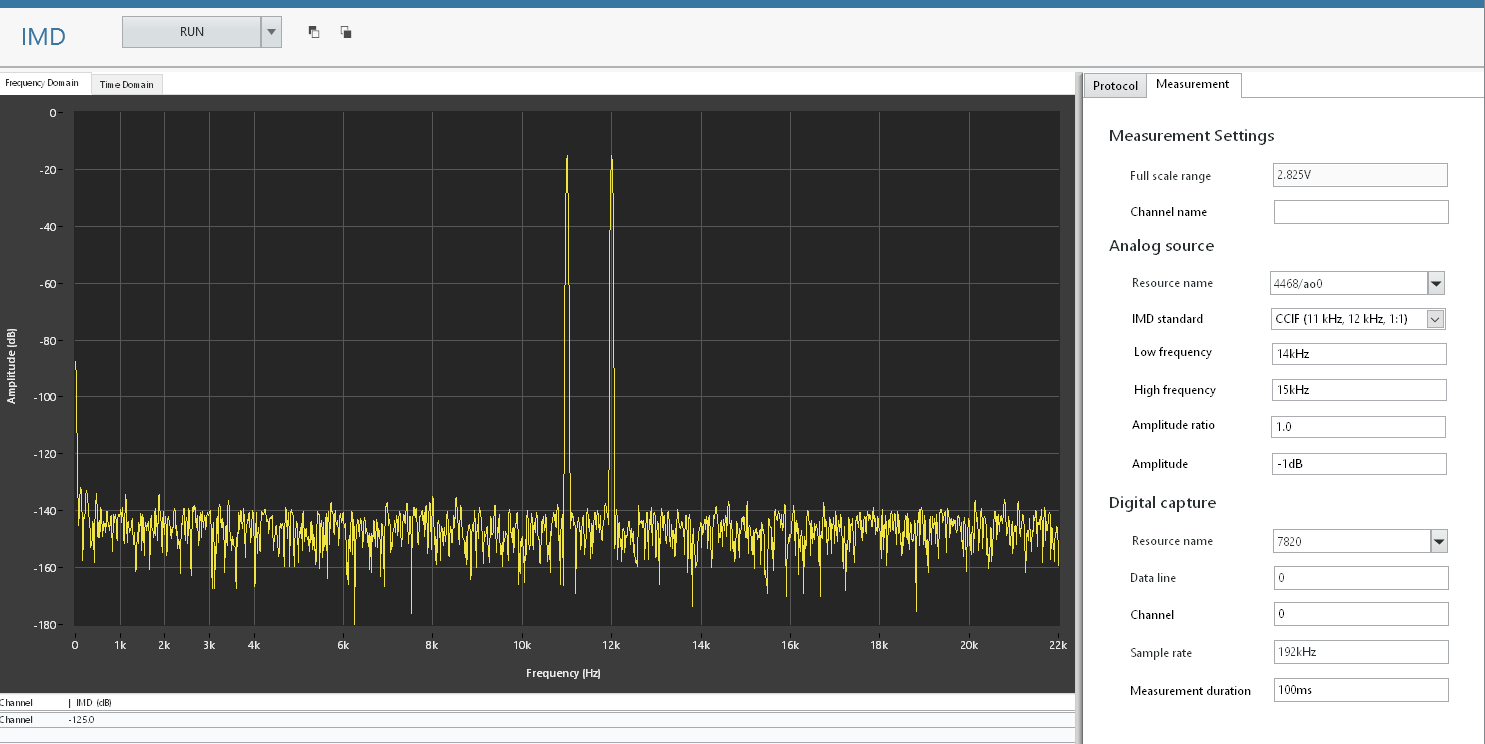 IMD
RUN
Frequency Domain
Time Domain
0
-20
-40
-60
-80
-100
-120
-140
-160
-180
Amplitude (dB)
0 1k 2k 3k 4k 6k 8k 10k 12k 14k 16k 18k 20k 22k
Frequency (Hz)
Channel | IMD (dB)
Channel -125.0
Protocol
Measurement
Measurement Settings
Full scale range 2.825V
Channel name
Analog source
Resource name 4468/ao0
IMD standard CCIF (11 kHz, 12 kHz, 1:1)
Low frequency 14kHz
High frequency 15kHz
Amplitude ratio 1.0
Amplitude -1dB
Digital capture
Resource name 7820
Data line 0
Channel 0
Sample rate 192kHz
Measurement duration 100ms